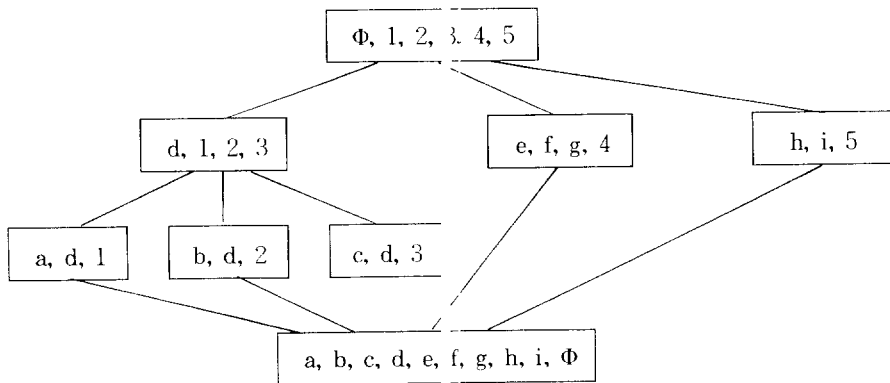 Φ, 1, 2, 3, 4, 5
d, 1, 2, 3
e, f, g, 4
h, i, 5
a, d, 1
b, d, 2
c, d, 3
a, b, c, d, e, f, g, h, i, Φ